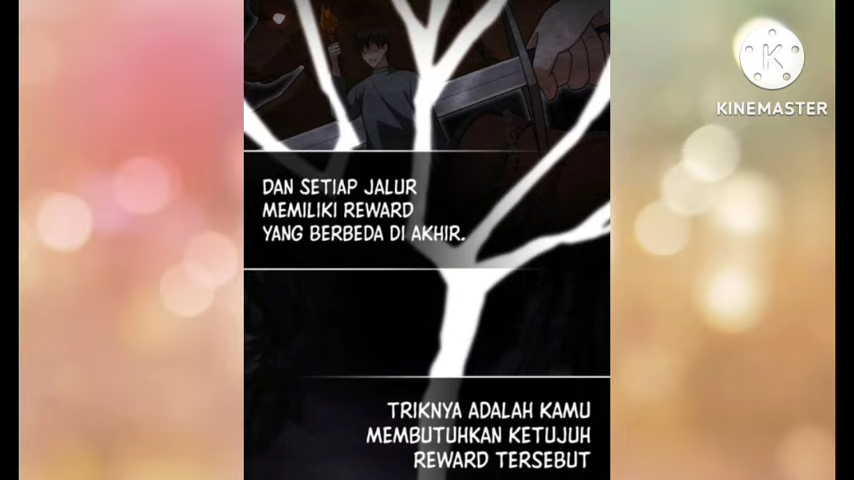 KINEMASTER
DAN SETIAP JALUR
MEMILIKI REWARD
YANG BERBEDA DI AKHIR.
TRIKNYA ADALAH KAMU
MEMBUTUHKAN KETUJUH
REWARD TERSEBUT